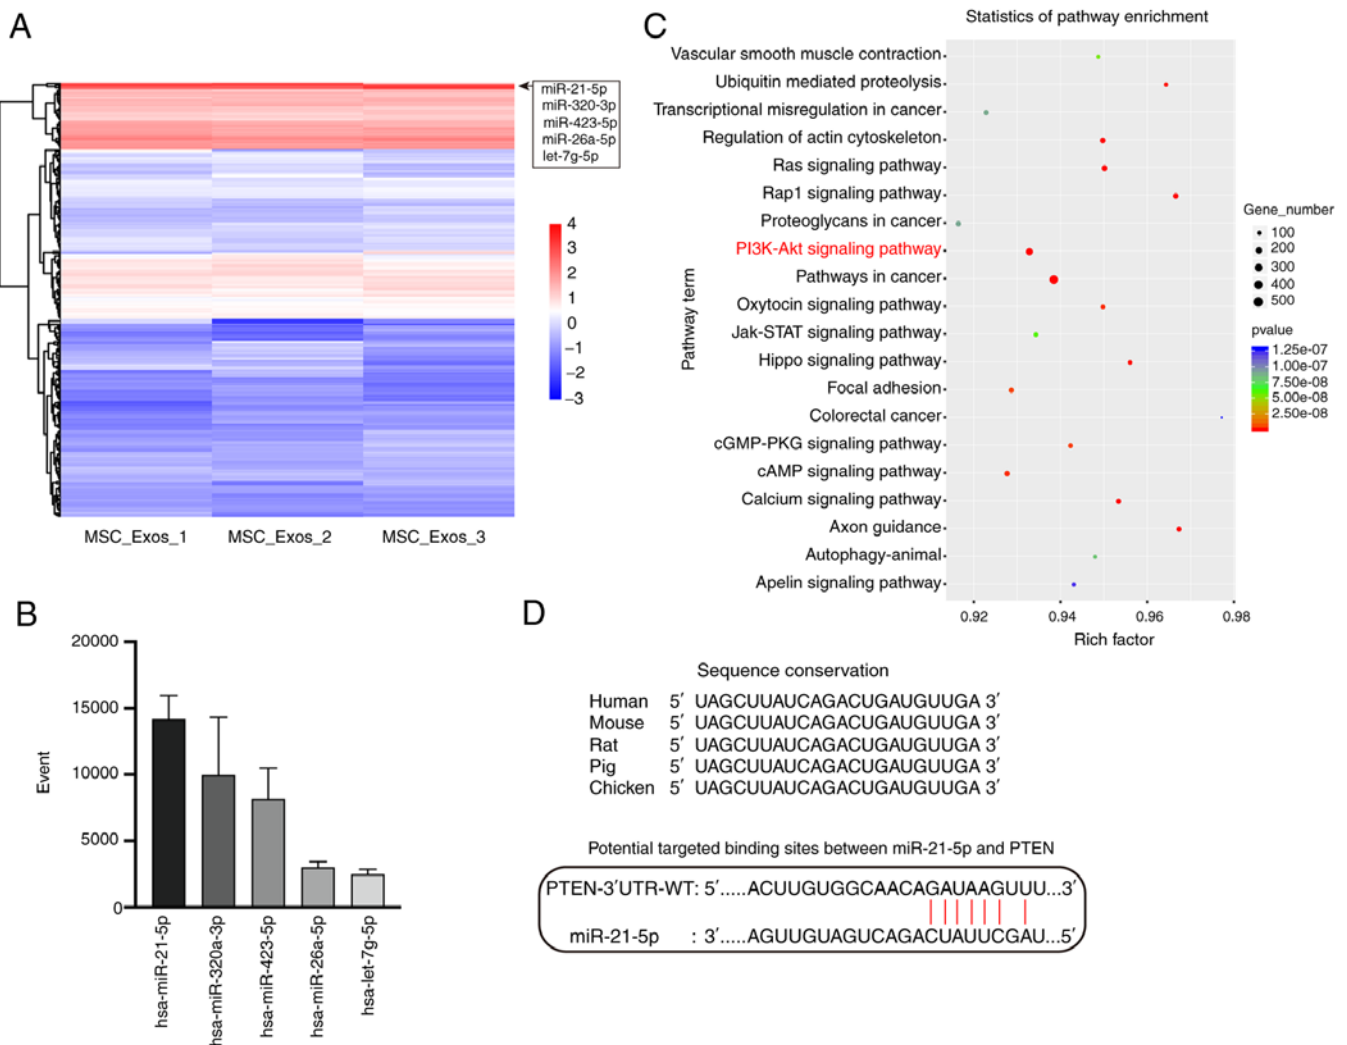 A
miR-21-5p
miR-320-3p
miR-423-5p
miR-26a-5p
let-7g-5p
4
3
2
1
0
−1
−2
−3
MSC_Exos_1 MSC_Exos_2 MSC_Exos_3
C
Statistics of pathway enrichment
Pathway term
Vascular smooth muscle contraction
Ubiquitin mediated proteolysis
Transcriptional misregulation in cancer
Regulation of actin cytoskeleton
Ras signaling pathway
Rap1 signaling pathway
Proteoglycans in cancer
PI3K-Akt signaling pathway
Pathways in cancer
Oxytocin signaling pathway
Jak-STAT signaling pathway
Hippo signaling pathway
Focal adhesion
Colorectal cancer
cGMP-PKG signaling pathway
cAMP signaling pathway
Calcium signaling pathway
Axon guidance
Autophagy-animal
Apelin signaling pathway
0.92 0.94 0.96 0.98
Rich factor
Gene_number
100
200
300
400
500
pvalue
1.25e-07
1.00e-07
7.50e-08
5.00e-08
2.50e-08
B
Event
20000
15000
10000
5000
0
hsa-miR-21-5p
hsa-miR-320a-3p
hsa-miR-423-5p
hsa-miR-26a-5p
hsa-let-7g-5p
D
Sequence conservation
Human 5′ UAGCUUAUCAGACUGAUGUUGA 3′
Mouse 5′ UAGCUUAUCAGACUGAUGUUGA 3′
Rat 5′ UAGCUUAUCAGACUGAUGUUGA 3′
Pig 5′ UAGCUUAUCAGACUGAUGUUGA 3′
Chicken 5′ UAGCUUAUCAGACUGAUGUUGA 3′
Potential targeted binding sites between miR-21-5p and PTEN
PTEN-3′UTR-WT: 5′.....ACUUGUGGCAACAGAUAAGUUU...3′
miR-21-5p : 3′.....AGUUGUAGUCAGACUAUUCGAU...5′